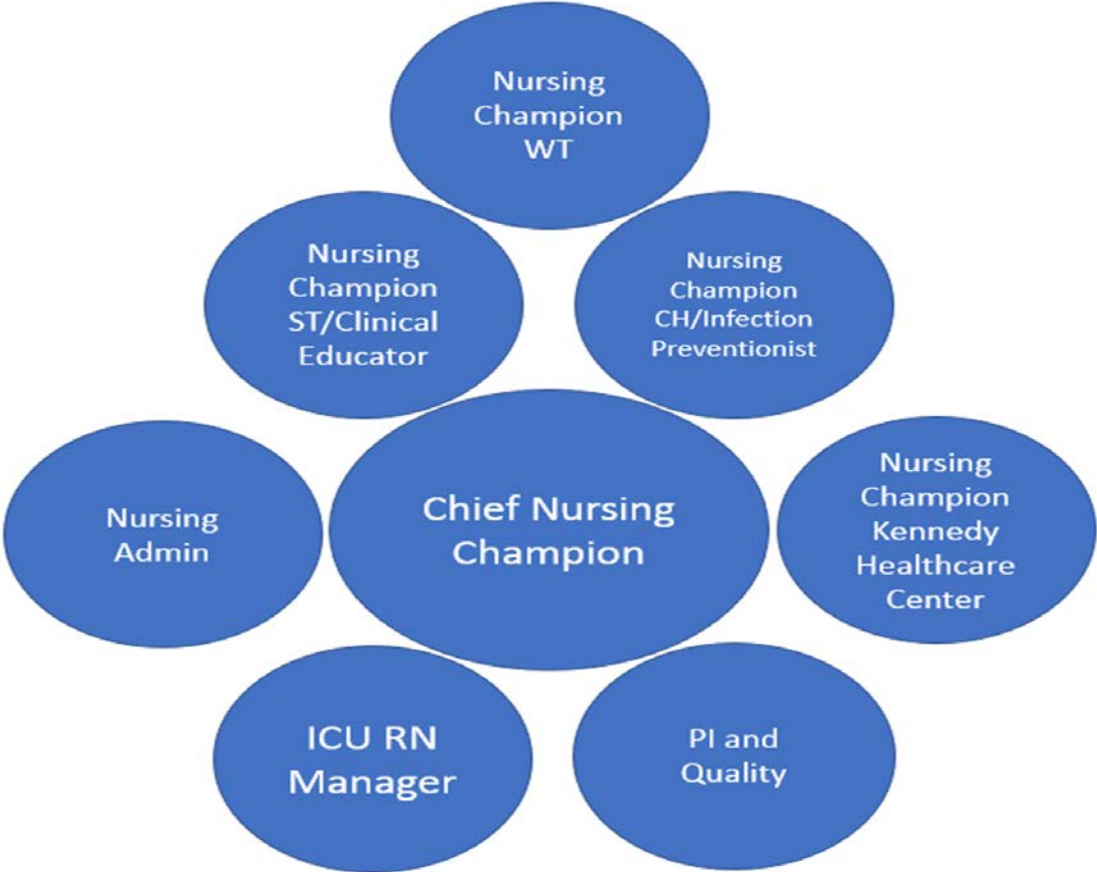 Nursing
Champion
WT
Nursing
Champion
ST/Clinical
Educator
Nursing
Champion
CH/Infection
Preventionist
Nursing
Admin
Chief Nursing
Champion
Nursing
Champion
Kennedy
Healthcare
Center
ICU RN
Manager
PI and
Quality